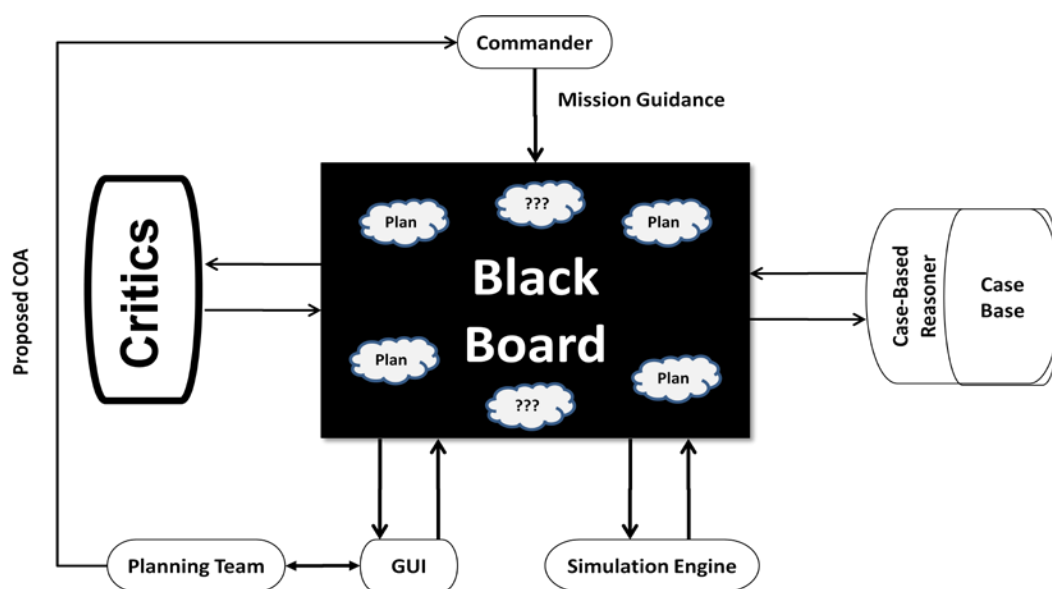 Commander
Mission Guidance
Plan
???
Plan
Black
Board
Plan
???
Plan
Critics
Proposed COA
Case-Based
Reasoner
Case
Base
Planning Team
GUI
Simulation Engine